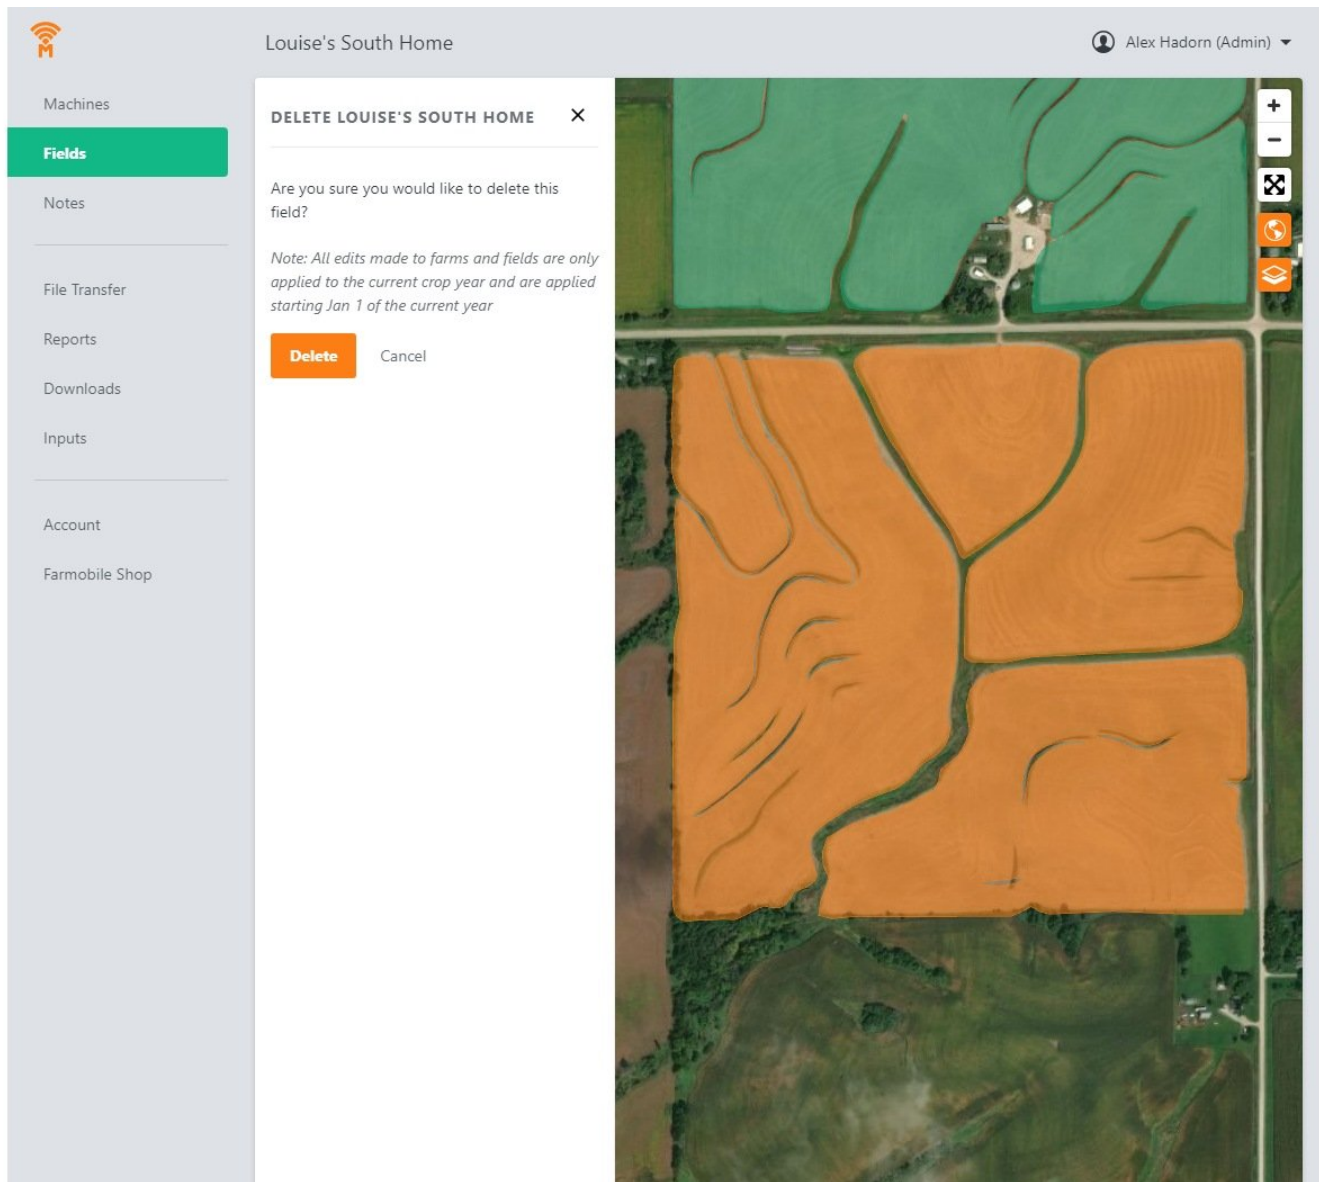 Louise's South Home
Alex Hadorn (Admin)
M
Machines
Fields
Notes
File Transfer
Reports
Downloads
Inputs
Account
Farmobile Shop
DELETE LOUISE'S SOUTH HOME
Are you sure you would like to delete this
field?
Note: All edits made to farms and fields are only
applied to the current crop year and are applied
starting Jan 1 of the current year
Delete
Cancel